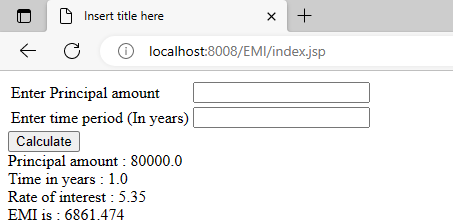 Insert title here
localhost:8008/EMI/index.jsp
Enter Principal amount
Enter time period (In years)
Calculate
Principal amount : 80000.0
Time in years : 1.0
Rate of interest : 5.35
EMI is : 6861.474